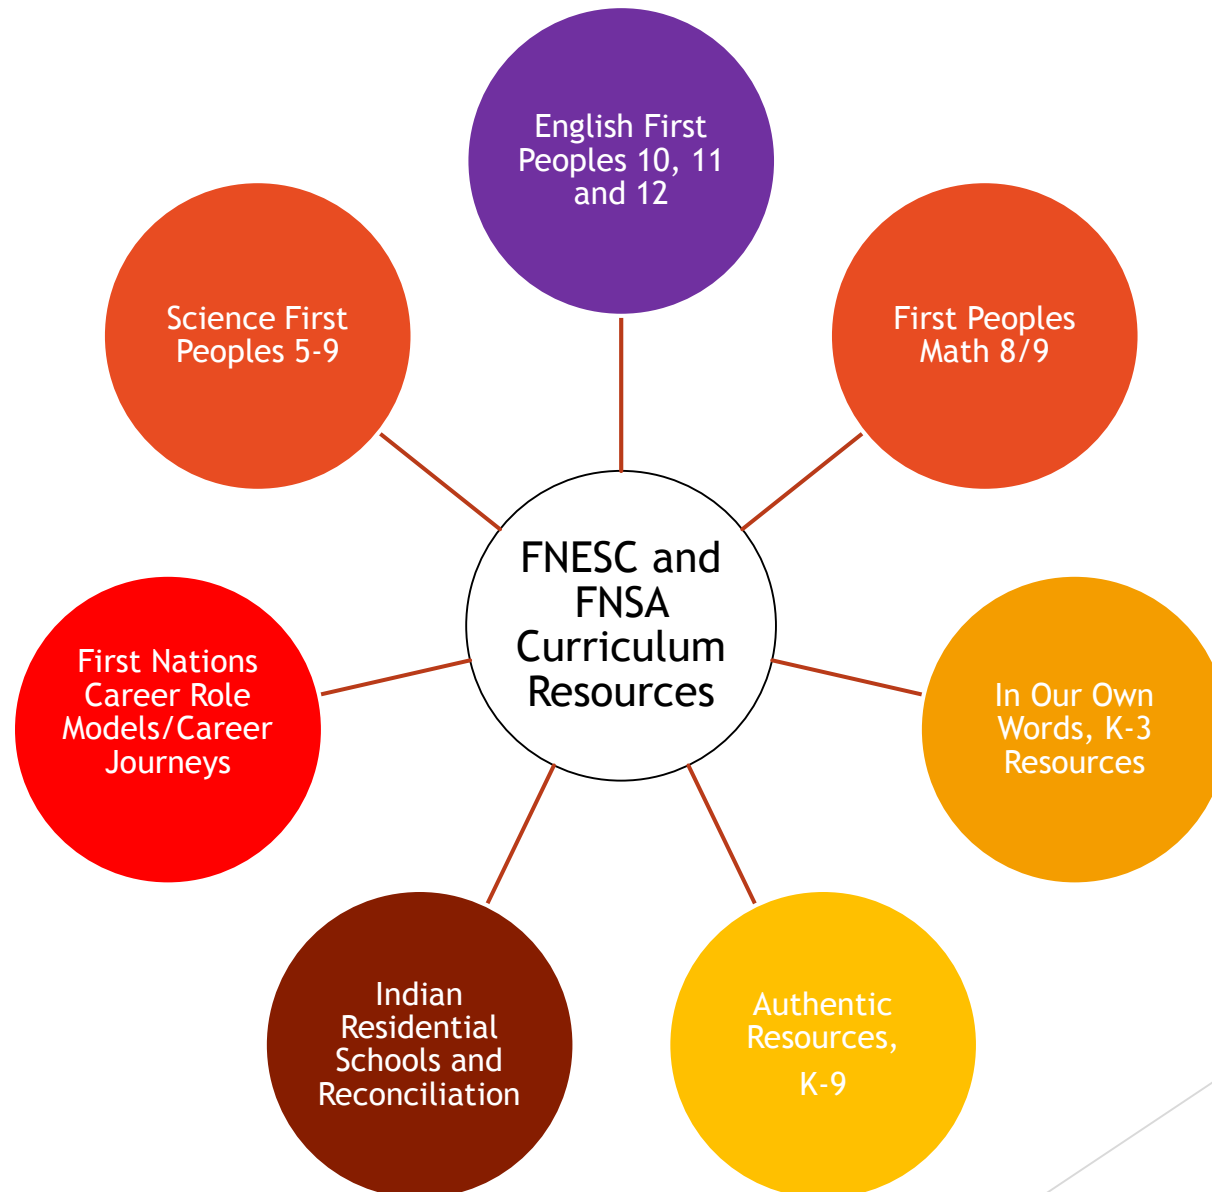 English First
Peoples 10, 11
and 12
Science First
Peoples 5-9
First Peoples
Math 8/9
FNESC and
FNSA
Curriculum
Resources
First Nations
Career Role
Models/Career
Journeys
In Our Own
Words, K-3
Resources
Indian
Residential
Schools and
Reconciliation
Authentic
Resources,
K-9